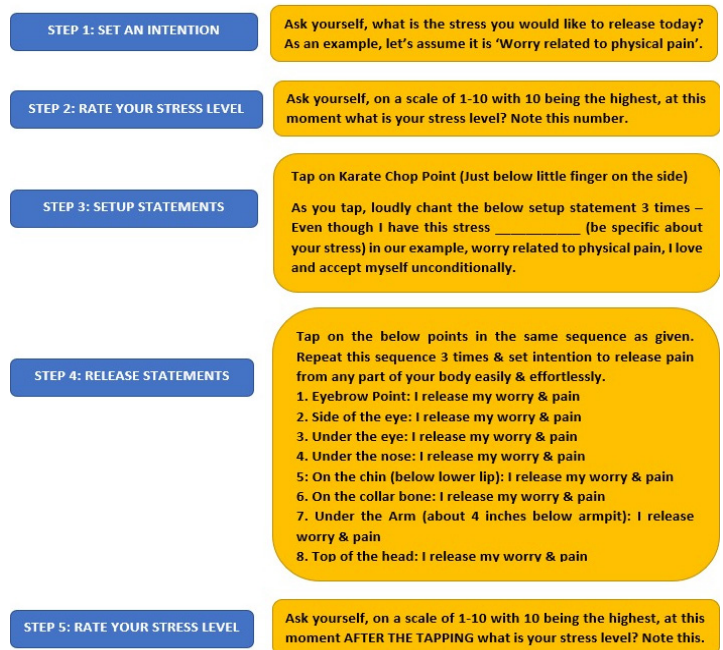 STEP 1: SET AN INTENTION
Ask yourself, what is the stress you would like to release today?
As an example, let's assume it is 'Worry related to physical pain'.
STEP 2: RATE YOUR STRESS LEVEL
Ask yourself, on a scale of 1-10 with 10 being the highest, at this
moment what is your stress level? Note this number.
STEP 3: SETUP STATEMENTS
Tap on Karate Chop Point (Just below little finger on the side)
As you tap, loudly chant the below setup statement 3 times –
Even though I have this stress ___________ (be specific about
your stress) in our example, worry related to physical pain, I love
and accept myself unconditionally.
STEP 4: RELEASE STATEMENTS
Tap on the below points in the same sequence as given.
Repeat this sequence 3 times & set intention to release pain
from any part of your body easily & effortlessly.
1. Eyebrow Point: I release my worry & pain
2. Side of the eye: I release my worry & pain
3. Under the eye: I release my worry & pain
4. Under the nose: I release my worry & pain
5: On the chin (below lower lip): I release my worry & pain
6. On the collar bone: I release my worry & pain
7. Under the Arm (about 4 inches below armpit): I release
worry & pain
8. Top of the head: I release my worry & pain
STEP 5: RATE YOUR STRESS LEVEL
Ask yourself, on a scale of 1-10 with 10 being the highest, at this
moment AFTER THE TAPPING what is your stress level? Note this.